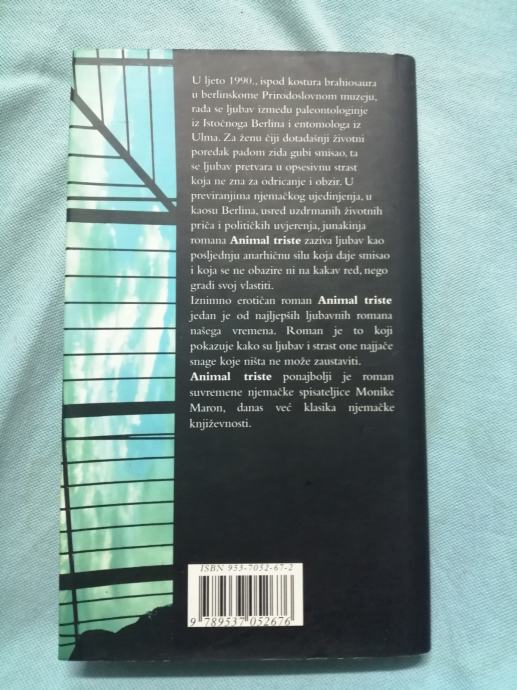 U ljeto 1990., ispod kostura brahiosaura
u berlinskome Prirodoslovnom muzeju,
rađa se ljubav između paleontologinje
iz Istočnoga Berlina i entomologa iz
Ulma. Za ženu čiji dotadašnji životni
poredak padom zida gubi smisao, ta
se ljubav pretvara u opsesivnu strast
koja ne zna za odricanje i obzir. U
previranjima njemačkog ujedinjenja, u
kaosu Berlina, usred uzdrmanih životnih
priča i političkih uvjerenja, junakinja
romana Animal triste zaziva ljubav kao
posljednju anarhičnu silu koja daje smisao
i koja se ne obazire ni na kakav red, nego
gradi svoj vlastiti.
Iznimno erotičan roman Animal triste
jedan je od najljepših ljubavnih romana
našega vremena. Roman je to koji
pokazuje kako su ljubav i strast one najjače
snage koje ništa ne može zaustaviti.
Animal triste ponajbolji je roman
suvremene njemačke spisateljice Monike
Maron, danas već klasika njemačke
književnosti.
ISBN 953-7052-67-2
9 789537 052676